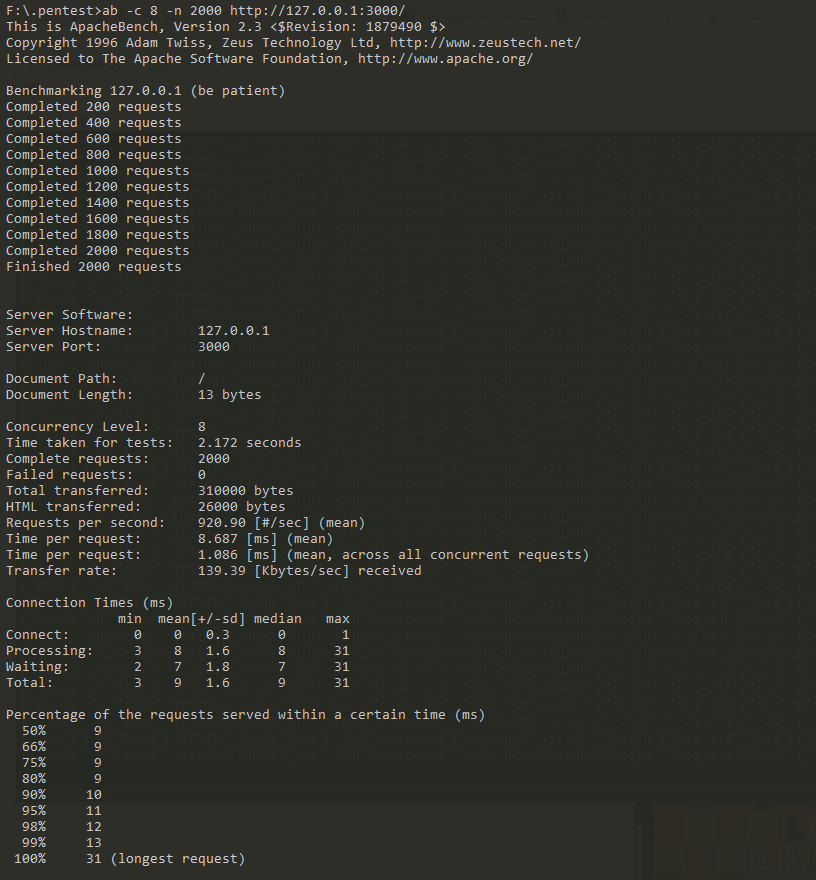 F:\.pentest>ab -c 8 -n 2000 http://127.0.0.1:3000/
This is ApacheBench, Version 2.3 <$Revision: 1879490 $>
Copyright 1996 Adam Twiss, Zeus Technology Ltd, http://www.zeustech.net/
Licensed to The Apache Software Foundation, http://www.apache.org/

Benchmarking 127.0.0.1 (be patient)
Completed 200 requests
Completed 400 requests
Completed 600 requests
Completed 800 requests
Completed 1000 requests
Completed 1200 requests
Completed 1400 requests
Completed 1600 requests
Completed 1800 requests
Completed 2000 requests
Finished 2000 requests

Server Software:
Server Hostname:        127.0.0.1
Server Port:            3000

Document Path:          /
Document Length:        13 bytes

Concurrency Level:      8
Time taken for tests:   2.172 seconds
Complete requests:      2000
Failed requests:        0
Total transferred:      310000 bytes
HTML transferred:       26000 bytes
Requests per second:    920.90 [#/sec] (mean)
Time per request:       8.687 [ms] (mean)
Time per request:       1.086 [ms] (mean, across all concurrent requests)
Transfer rate:          139.39 [Kbytes/sec] received

Connection Times (ms)
              min  mean[+/-sd] median   max
Connect:        0    0   0.3      0       1
Processing:     3    8   1.6      8      31
Waiting:        2    7   1.8      7      31
Total:          3    9   1.6      9      31

Percentage of the requests served within a certain time (ms)
  50%      9
  66%      9
  75%      9
  80%      9
  90%     10
  95%     11
  98%     12
  99%     13
 100%     31 (longest request)